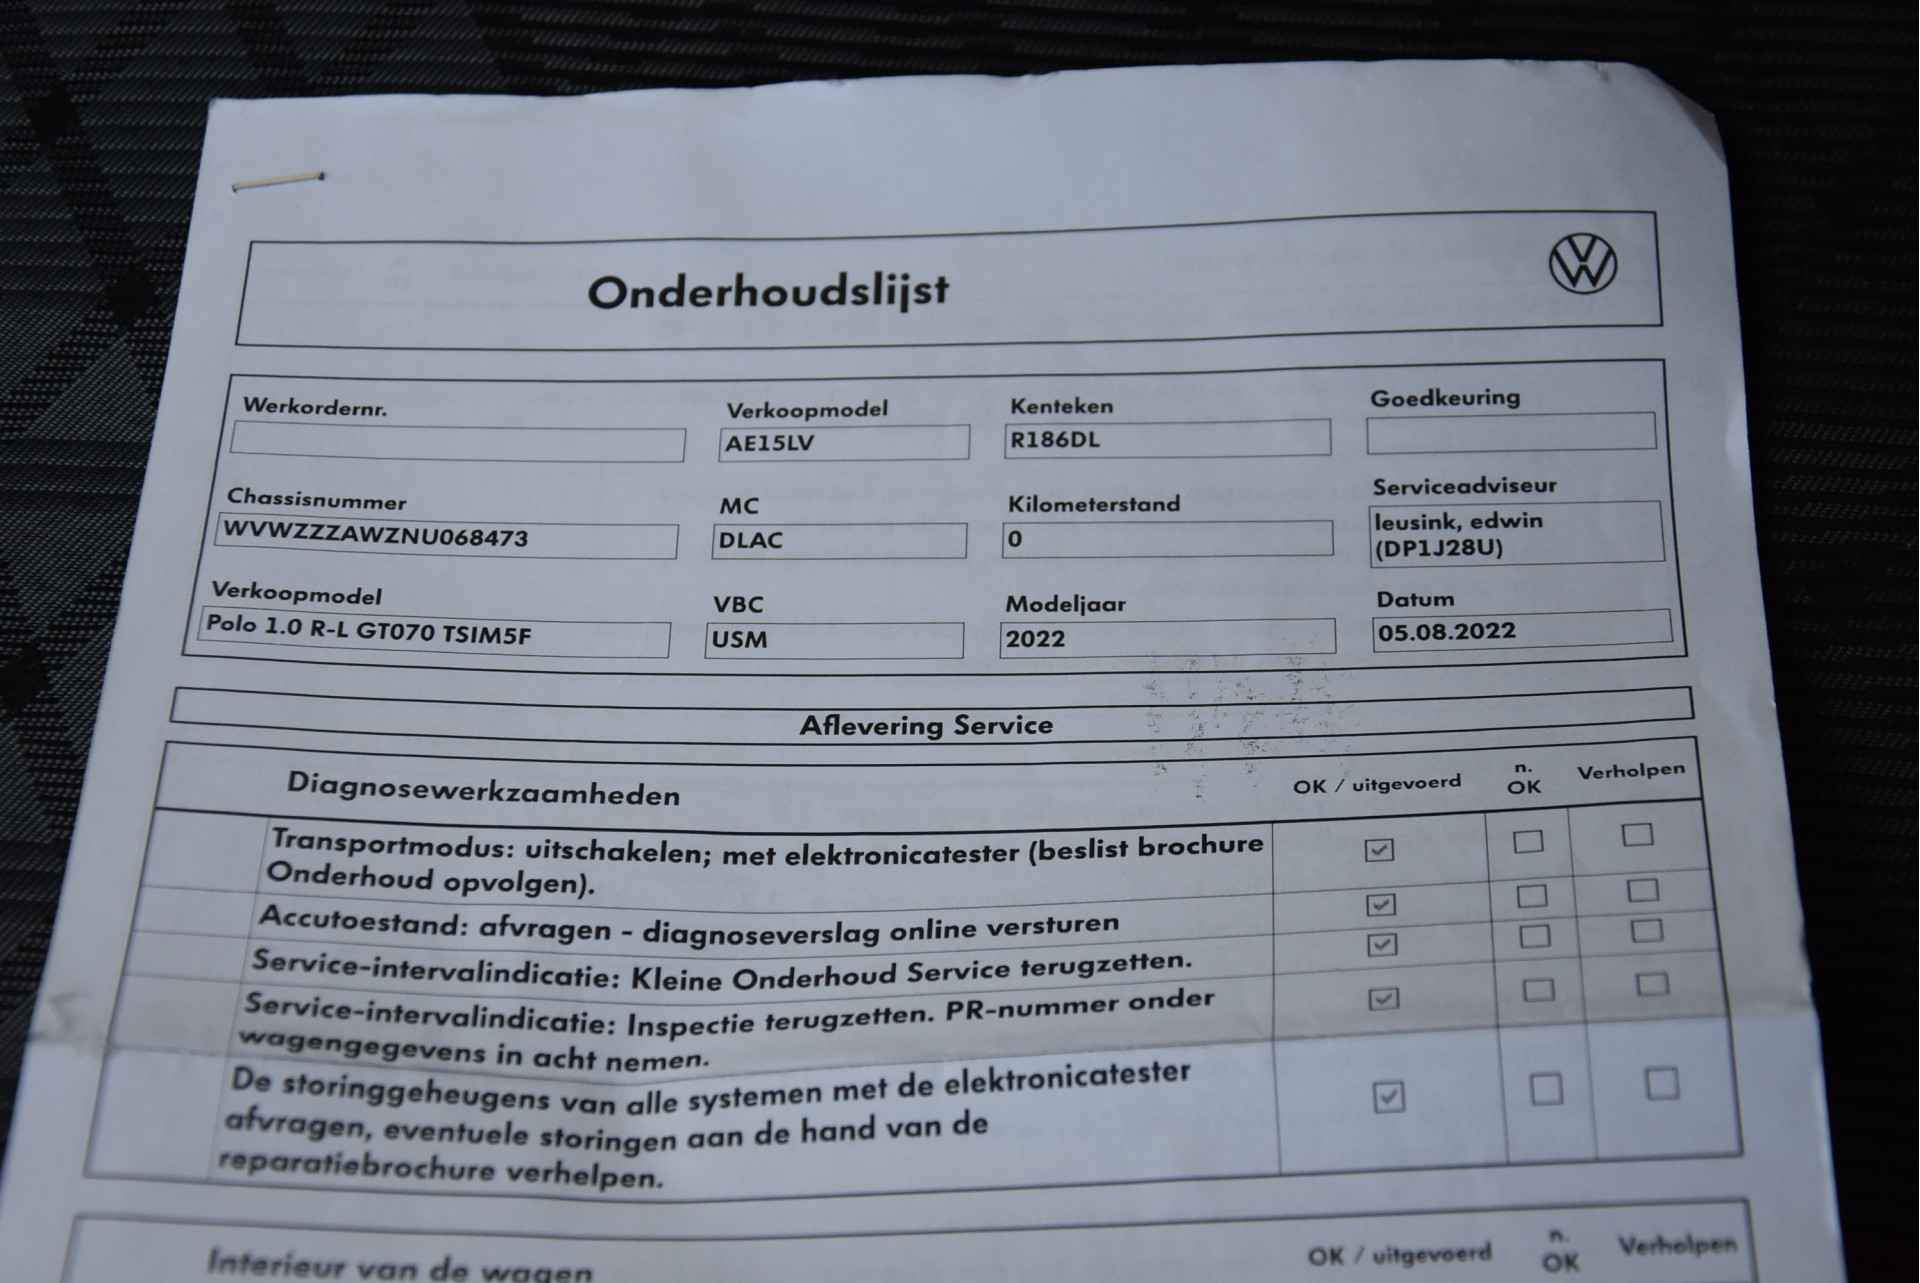 Onderhoudslijst
Werkordernr.
Verkoopmodel
AE15LV
Kenteken
R186DL
Goedkeuring
Chassisnummer
WVWZZZAWZNU068473
MC
DLAC
Kilometerstand
0
Serviceadviseur
leusink, edwin
(DP1J28U)
Verkoopmodel
Polo 1.0 R-L GT070 TSIM5F
VBC
USM
Modeljaar
2022
Datum
05.08.2022
Aflevering Service
Diagnosewerkzaamheden
OK / uitgevoerd
n.
OK
Verholpen
Transportmodus: uitschakelen; met elektronicatester (beslist brochure
Onderhoud opvolgen).
Accutoestand: afvragen - diagnoseverslag online versturen
Service-intervalindicatie: Kleine Onderhoud Service terugzetten.
Service-intervalindicatie: Inspectie terugzetten. PR-nummer onder
wagengegevens in acht nemen.
De storinggeheugens van alle systemen met de elektronicatester
afvragen, eventuele storingen aan de hand van de
reparatiebrochure verhelpen.
Interieur van de wagen
OK / uitgevoerd
n.
OK
Verholpen